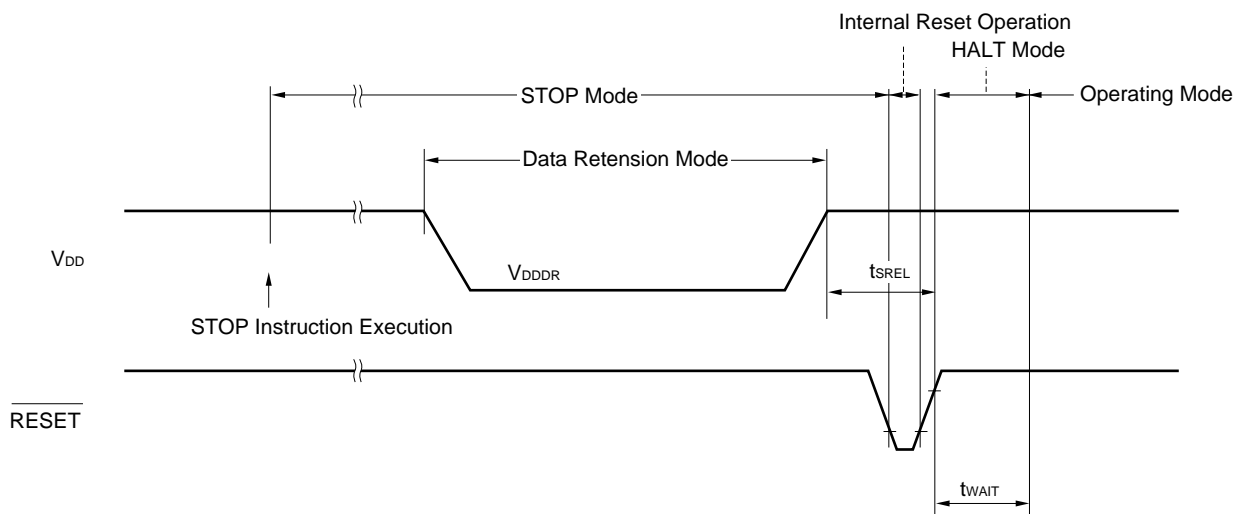 Internal Reset Operation
HALT Mode
STOP Mode
Operating Mode
Data Retension Mode
VDD
VDDDR
tSREL
STOP Instruction Execution
RESET
tWAIT